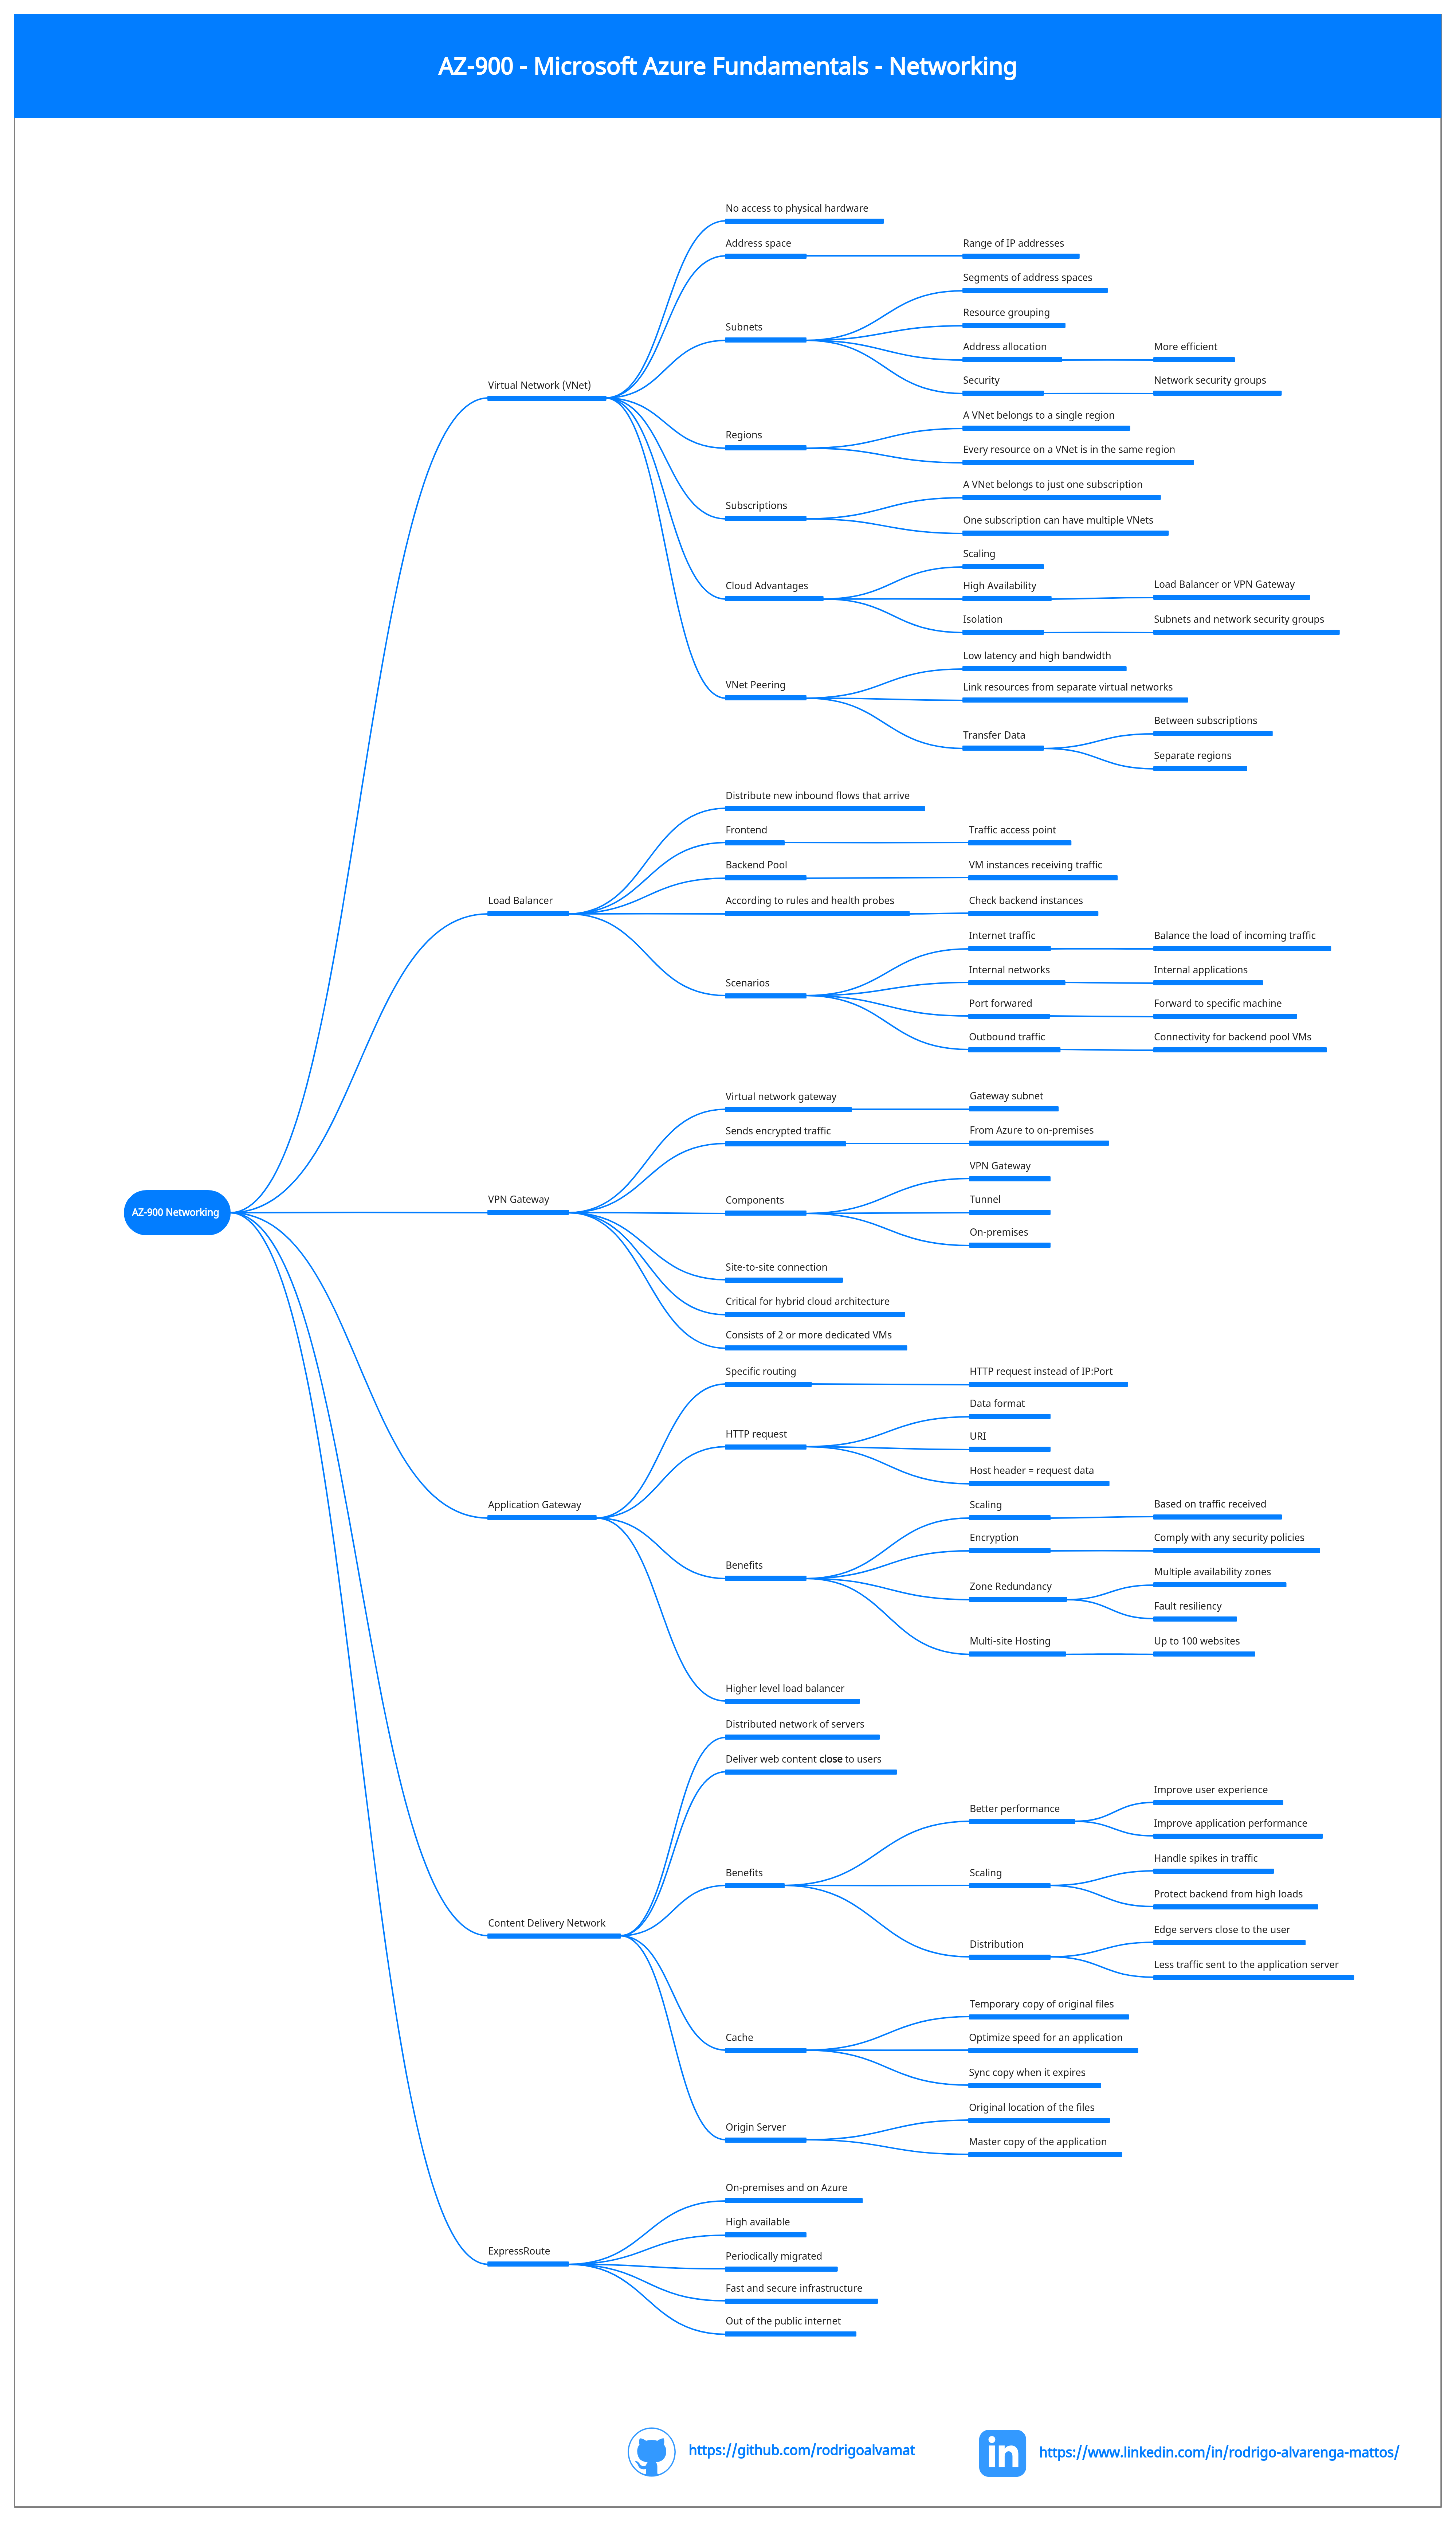 AZ-900 - Microsoft Azure Fundamentals - Networking
AZ-900 Networking
Virtual Network (VNet)
No access to physical hardware
Address space
Range of IP addresses
Subnets
Segments of address spaces
Resource grouping
Address allocation
More efficient
Security
Network security groups
Regions
A VNet belongs to a single region
Every resource on a VNet is in the same region
Subscriptions
A VNet belongs to just one subscription
One subscription can have multiple VNets
Cloud Advantages
Scaling
High Availability
Load Balancer or VPN Gateway
Isolation
Subnets and network security groups
VNet Peering
Low latency and high bandwidth
Link resources from separate virtual networks
Transfer Data
Between subscriptions
Separate regions
Load Balancer
Distribute new inbound flows that arrive
Frontend
Traffic access point
Backend Pool
VM instances receiving traffic
According to rules and health probes
Check backend instances
Scenarios
Internet traffic
Balance the load of incoming traffic
Internal networks
Internal applications
Port forwared
Forward to specific machine
Outbound traffic
Connectivity for backend pool VMs
VPN Gateway
Virtual network gateway
Gateway subnet
Sends encrypted traffic
From Azure to on-premises
Components
VPN Gateway
Tunnel
On-premises
Site-to-site connection
Critical for hybrid cloud architecture
Consists of 2 or more dedicated VMs
Application Gateway
Specific routing
HTTP request instead of IP:Port
HTTP request
Data format
URI
Host header = request data
Benefits
Scaling
Based on traffic received
Encryption
Comply with any security policies
Zone Redundancy
Multiple availability zones
Fault resiliency
Multi-site Hosting
Up to 100 websites
Higher level load balancer
Content Delivery Network
Distributed network of servers
Deliver web content close to users
Benefits
Better performance
Improve user experience
Improve application performance
Scaling
Handle spikes in traffic
Protect backend from high loads
Distribution
Edge servers close to the user
Less traffic sent to the application server
Cache
Temporary copy of original files
Optimize speed for an application
Sync copy when it expires
Origin Server
Original location of the files
Master copy of the application
ExpressRoute
On-premises and on Azure
High available
Periodically migrated
Fast and secure infrastructure
Out of the public internet
https://github.com/rodrigoalvamat
in
https://www.linkedin.com/in/rodrigo-alvarenga-mattos/